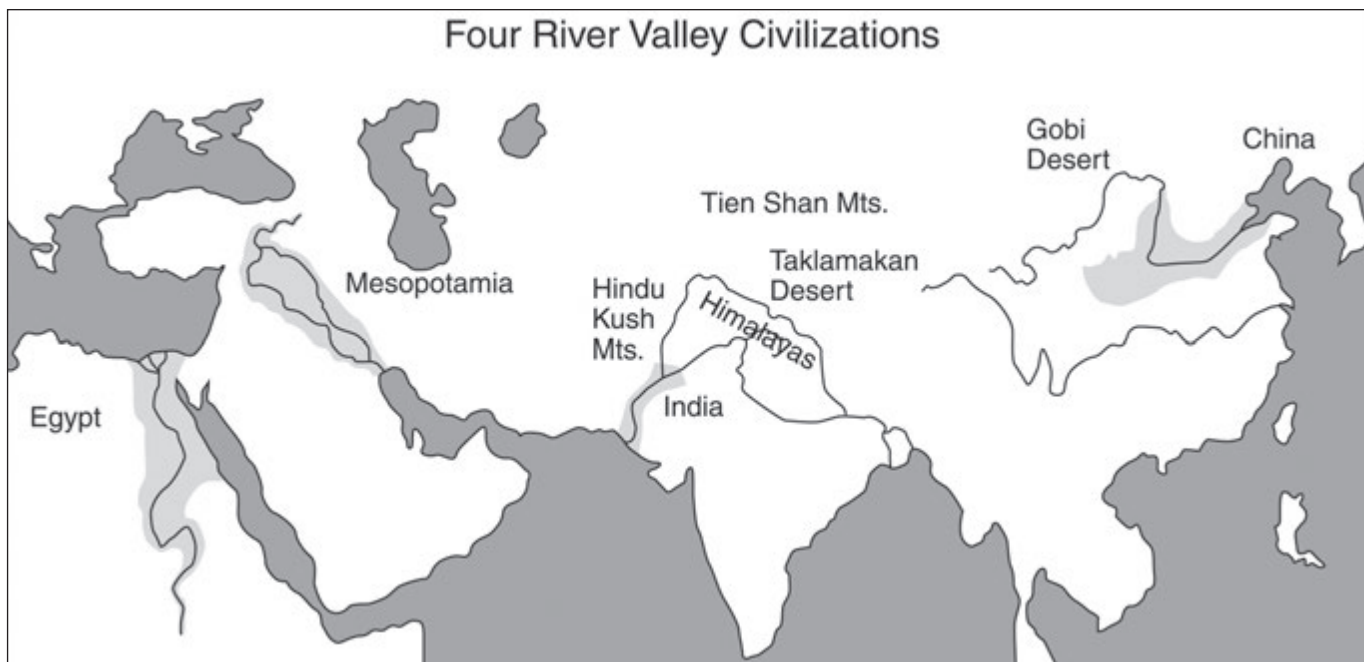 Four River Valley Civilizations
Gobi
Desert
China
Tien Shan Mts.
Taklamakan
Desert
Mesopotamia
Hindu
Kush
Mts.
Himalayas
India
Egypt